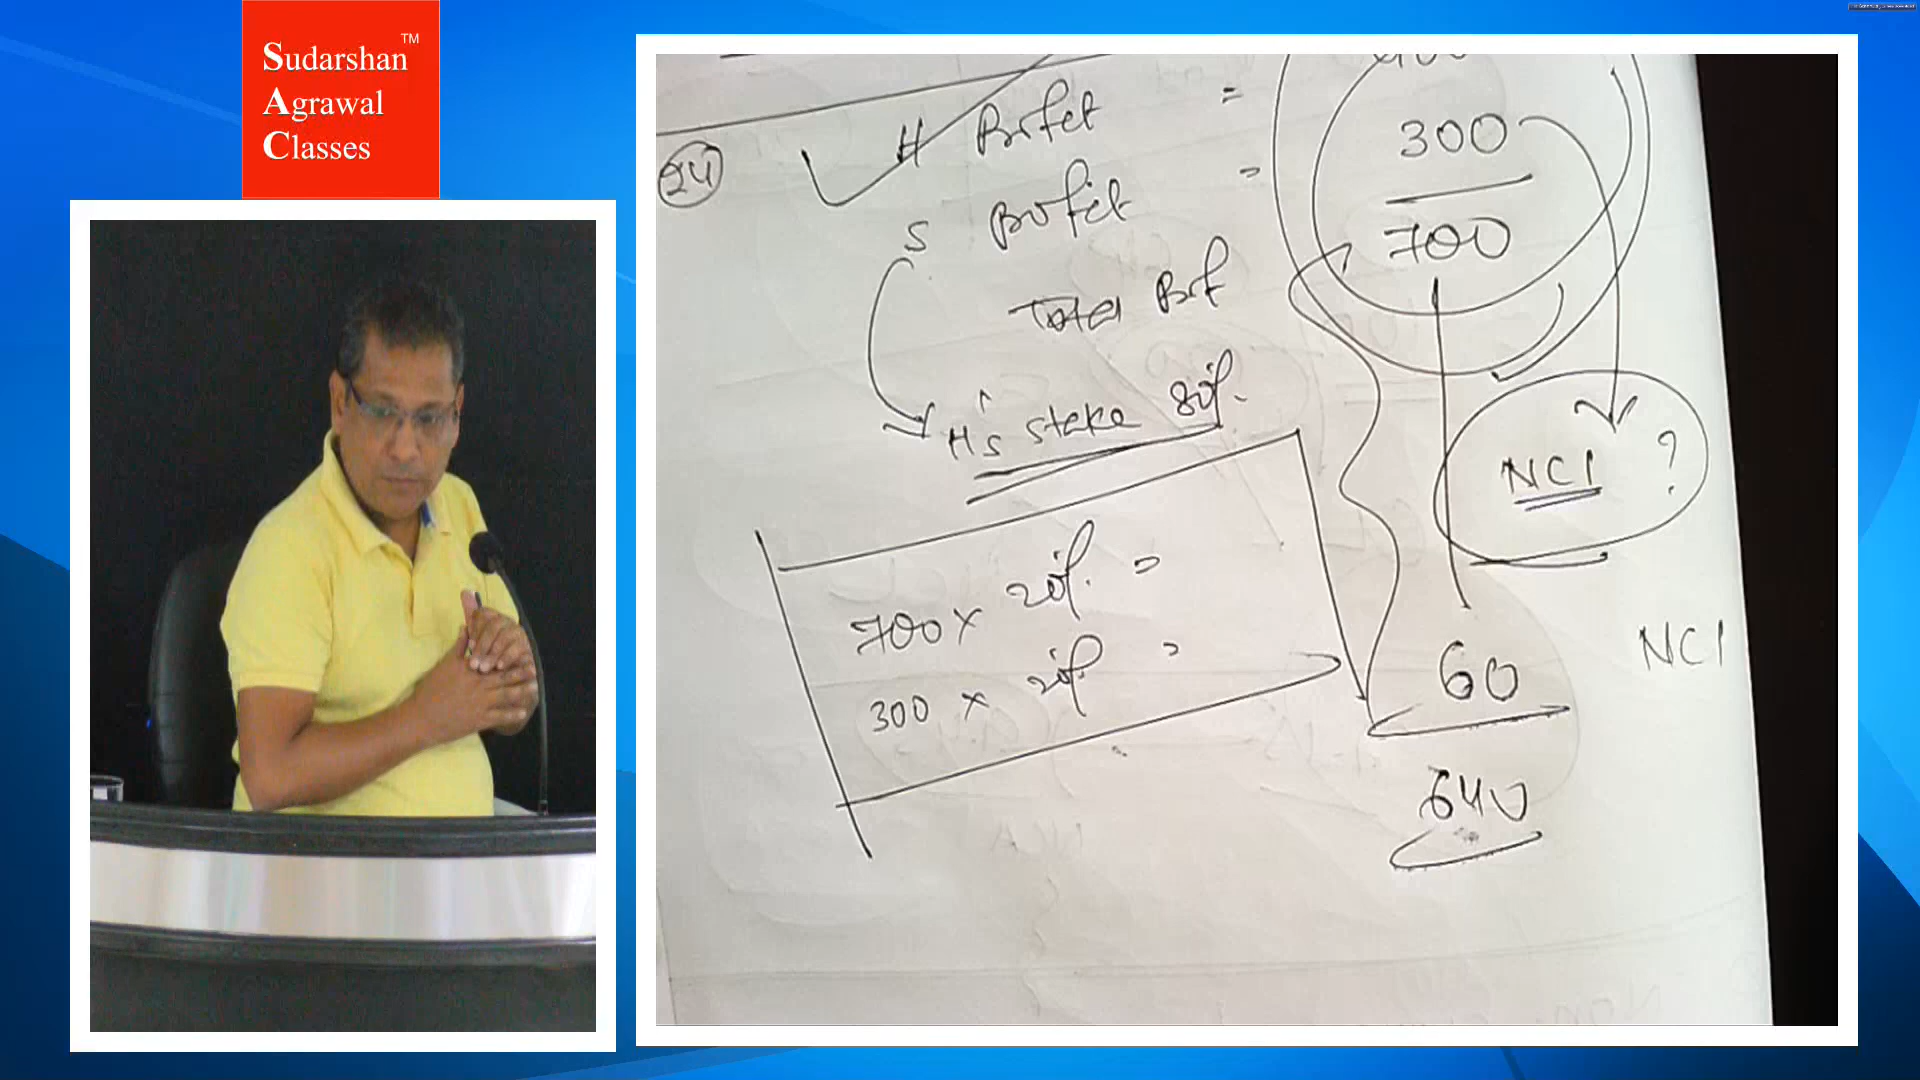 Sudarshan™
Agrawal
Classes
24 H Profit = 400
S Profit = 300
Total Prof 700
H's stake 80%.
NCI ?
700 x 20%. =
300 x 20%. =
60 NCI
640